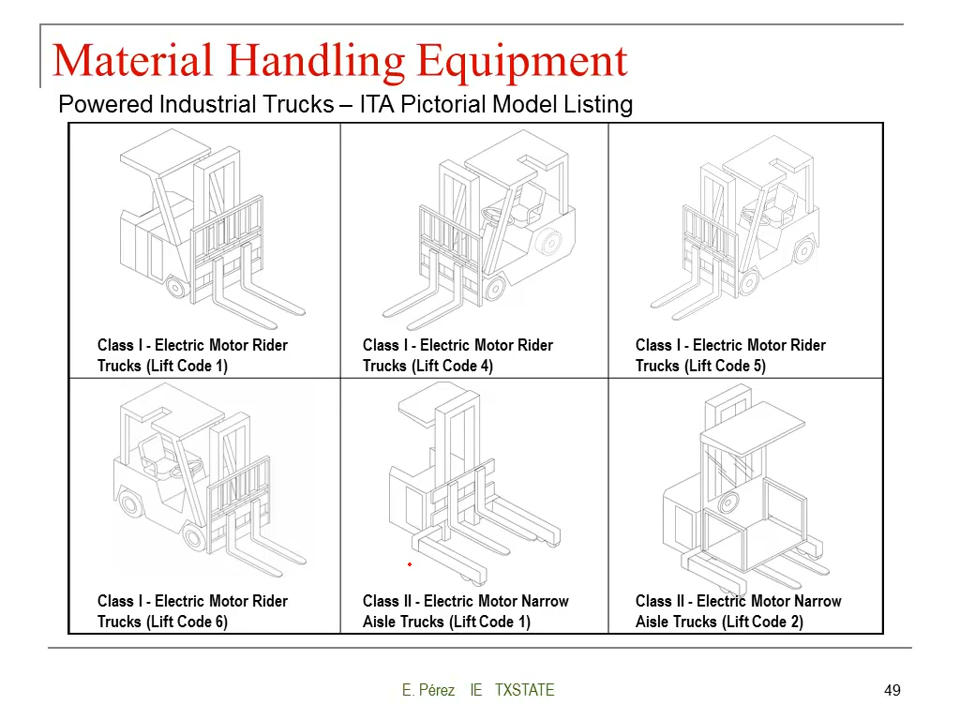 Material Handling Equipment
Powered Industrial Trucks – ITA Pictorial Model Listing
Class I - Electric Motor Rider
Trucks (Lift Code 1)
Class I - Electric Motor Rider
Trucks (Lift Code 4)
Class I - Electric Motor Rider
Trucks (Lift Code 5)
Class I - Electric Motor Rider
Trucks (Lift Code 6)
Class II - Electric Motor Narrow
Aisle Trucks (Lift Code 1)
Class II - Electric Motor Narrow
Aisle Trucks (Lift Code 2)
E. Pérez IE TXSTATE
49